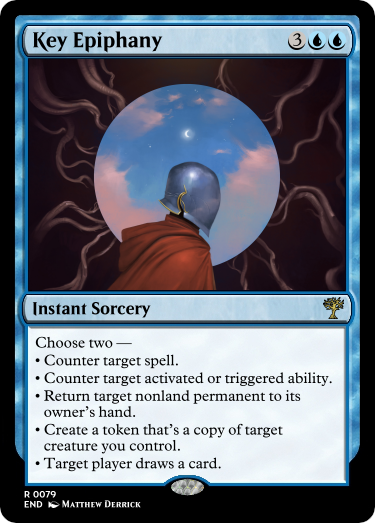 Key Epiphany 3
Instant Sorcery
Choose two —
• Counter target spell.
• Counter target activated or triggered ability.
• Return target nonland permanent to its
owner's hand.
• Create a token that's a copy of target
creature you control.
• Target player draws a card.
R 0079
END Matthew Derrick